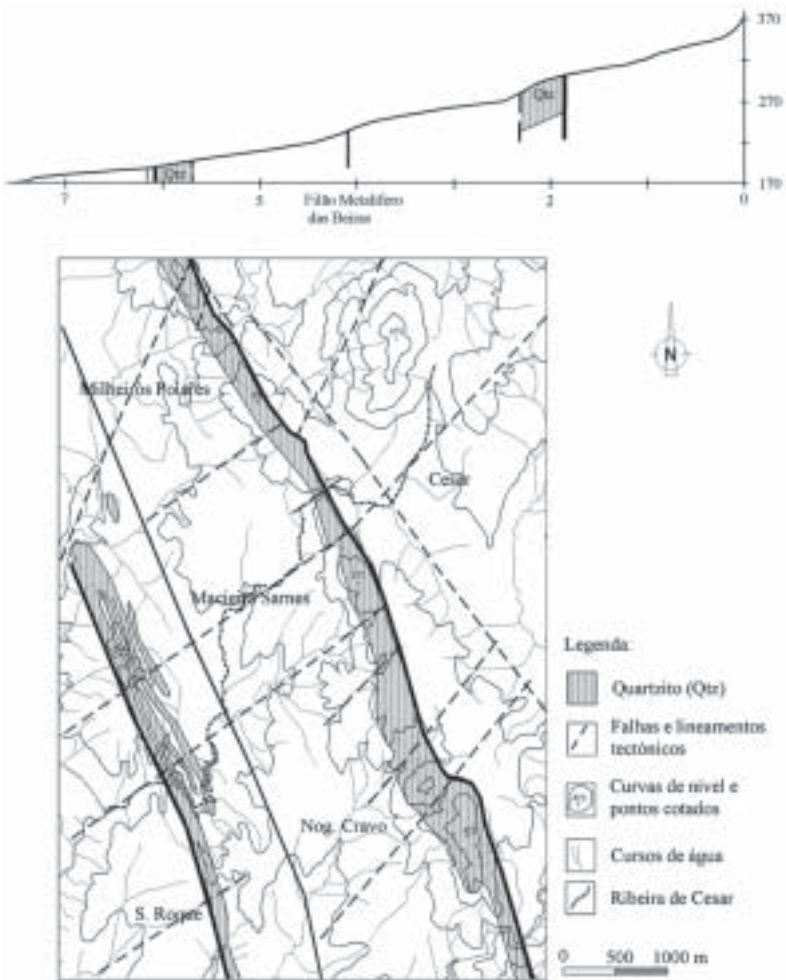 370
270
170
Qtz
Qtz
7
5
2
0
Filão Metalífero
das Beiras
N
Milheirós Poiares
Cesar
Macieira Sarnes
Nog. Cravo
S. Roque
Legenda:
Quartzito (Qtz)
Falhas e lineamentos
tectónicos
Curvas de nível e
pontos cotados
Cursos de água
Ribeira de Cesar
0 500 1000 m